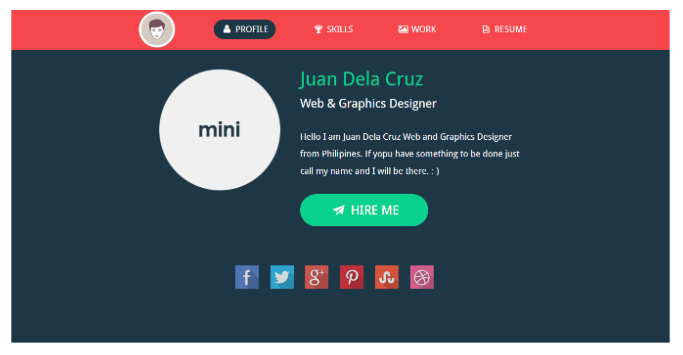 PROFILE SKILLS WORK RESUME
Juan Dela Cruz
Web & Graphics Designer
mini
Hello I am Juan Dela Cruz Web and Graphics Designer
from Philipines. If yopu have something to be done just
call my name and I will be there. : )
HIRE ME